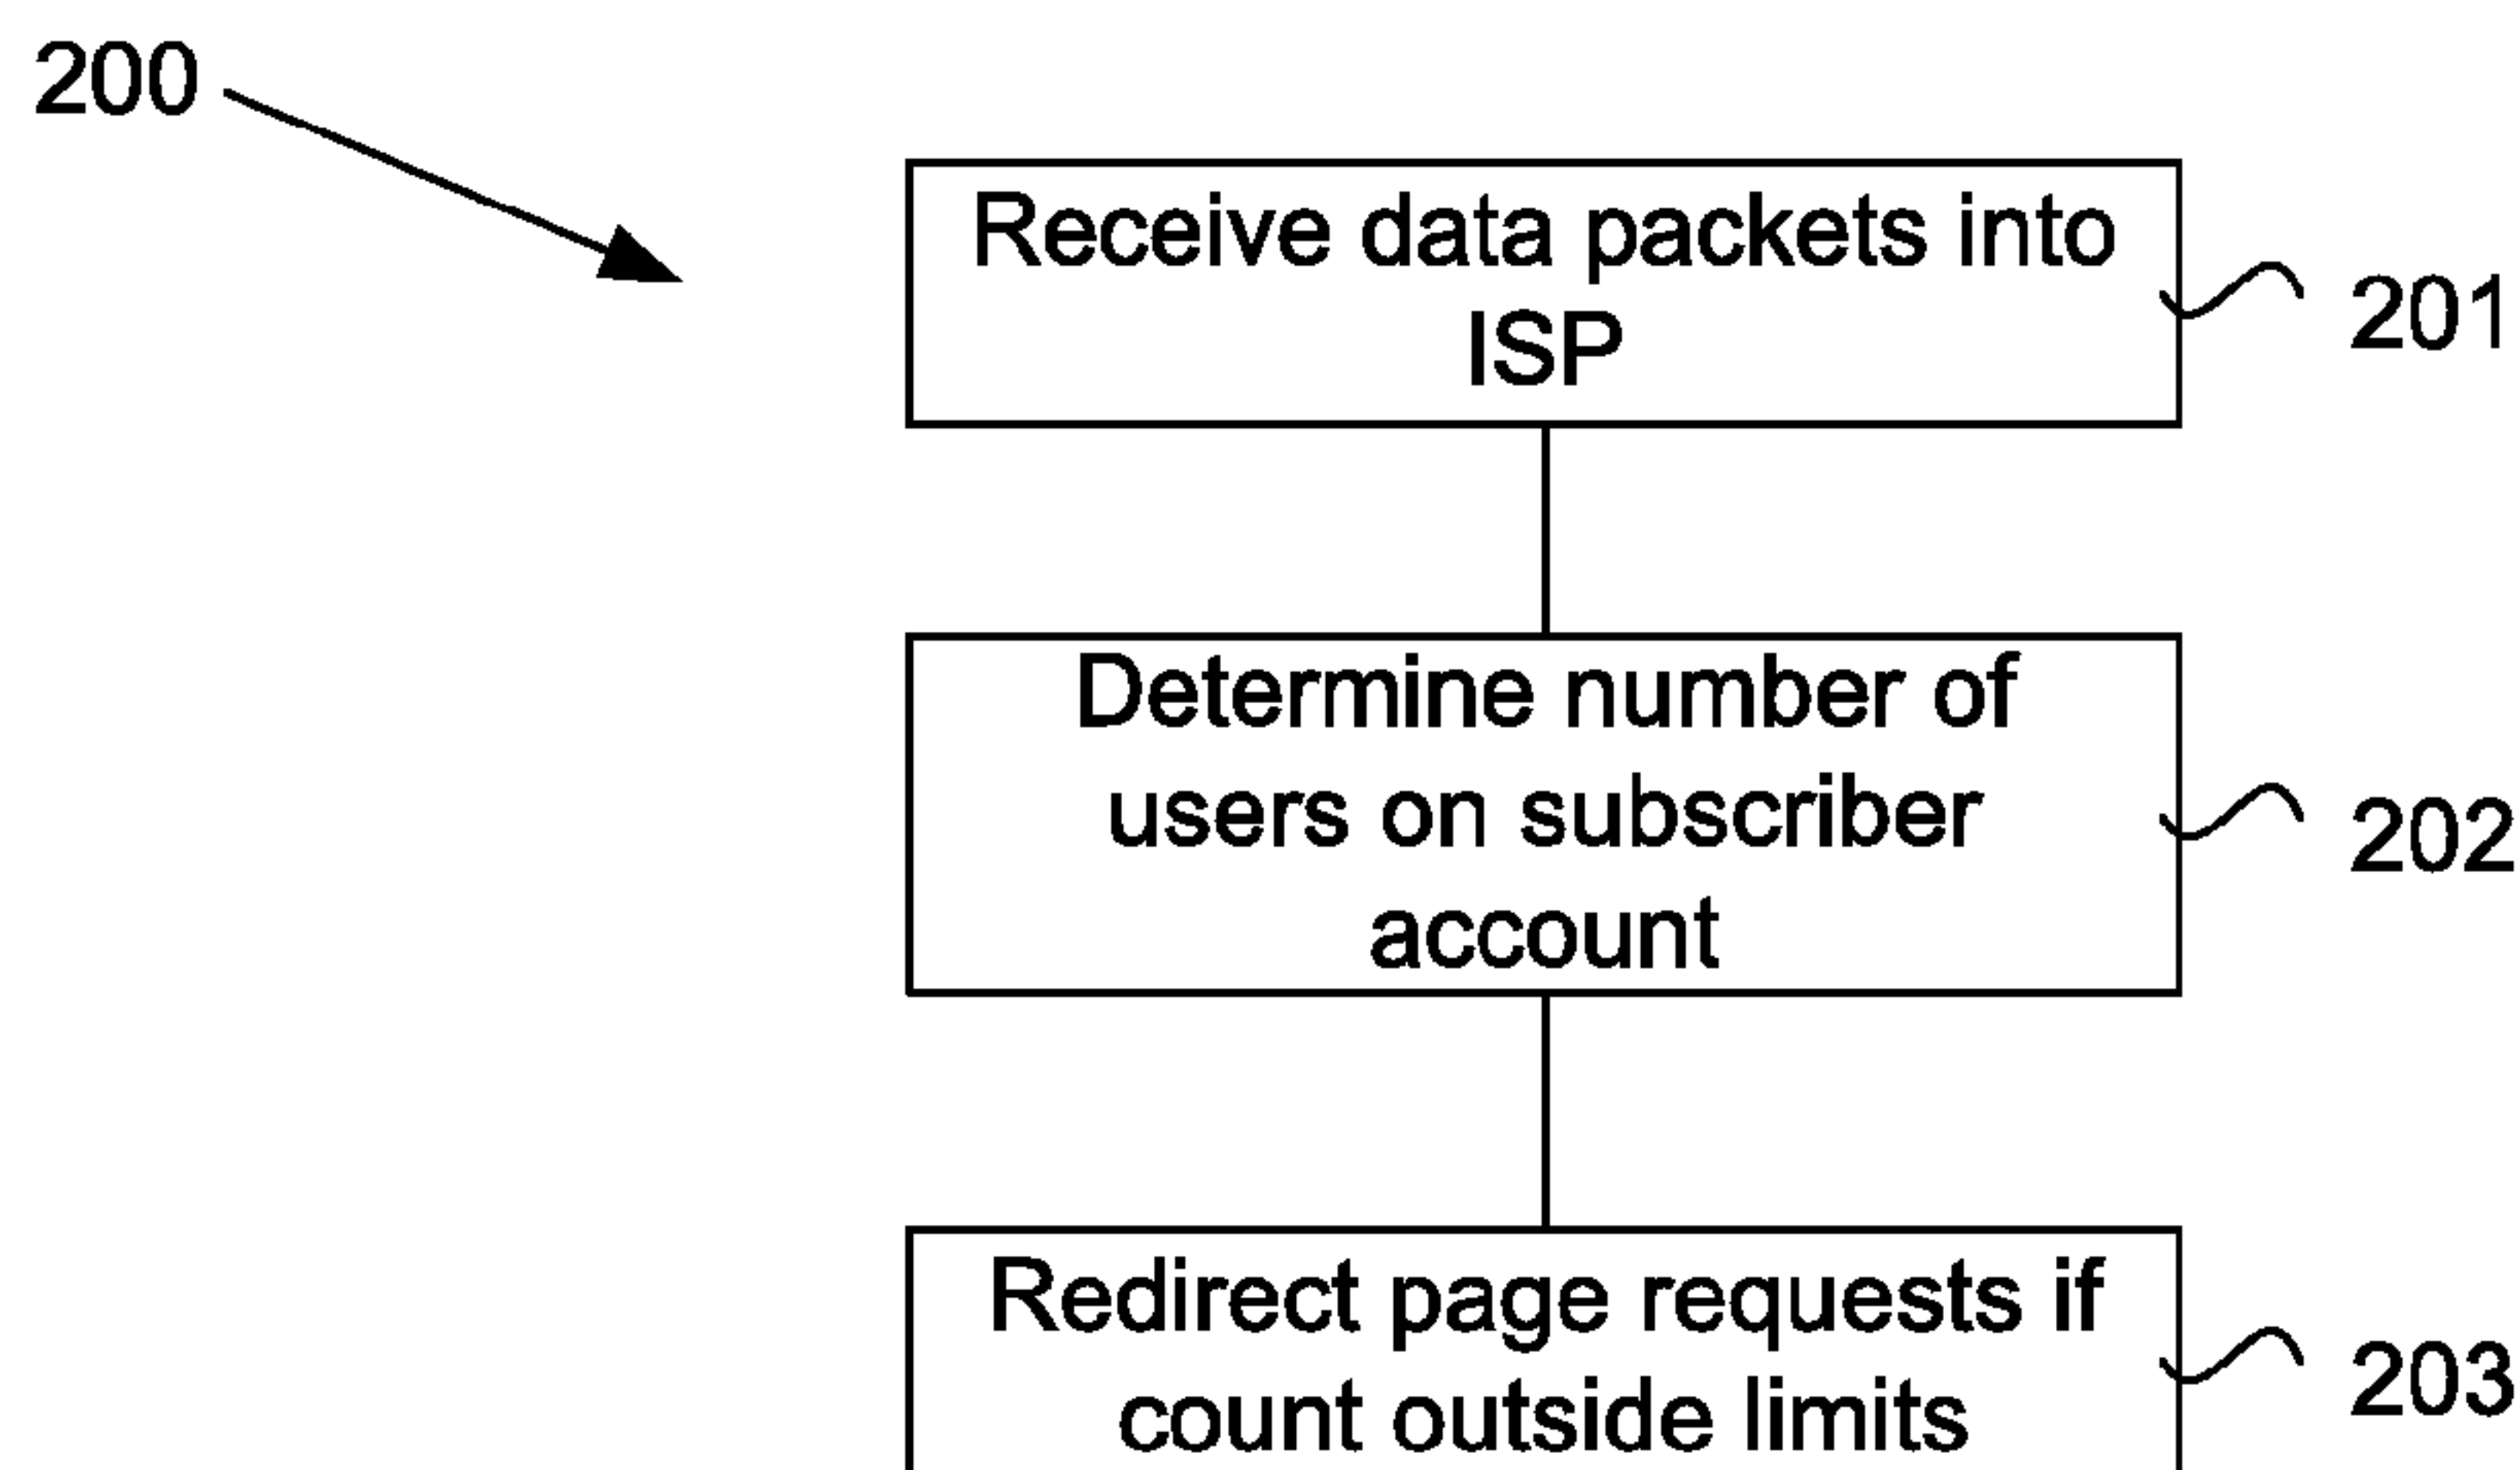 200
Receive data packets into
ISP
201
Determine number of
users on subscriber
account
202
Redirect page requests if
count outside limits
203